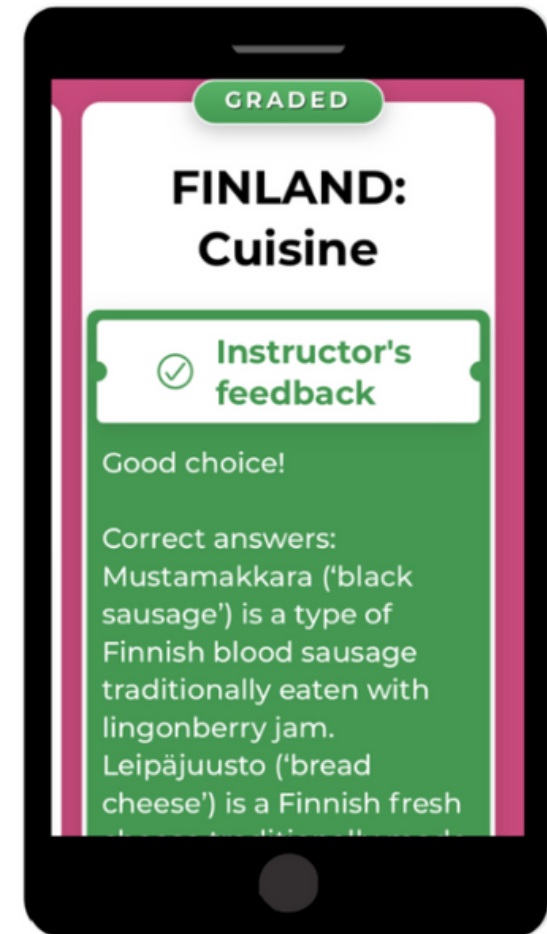 GRADED
FINLAND:
Cuisine
Instructor's
feedback
Good choice!
Correct answers:
Mustamakkara (‘black
sausage’) is a type of
Finnish blood sausage
traditionally eaten with
lingonberry jam.
Leipäjuusto (‘bread
cheese’) is a Finnish fresh